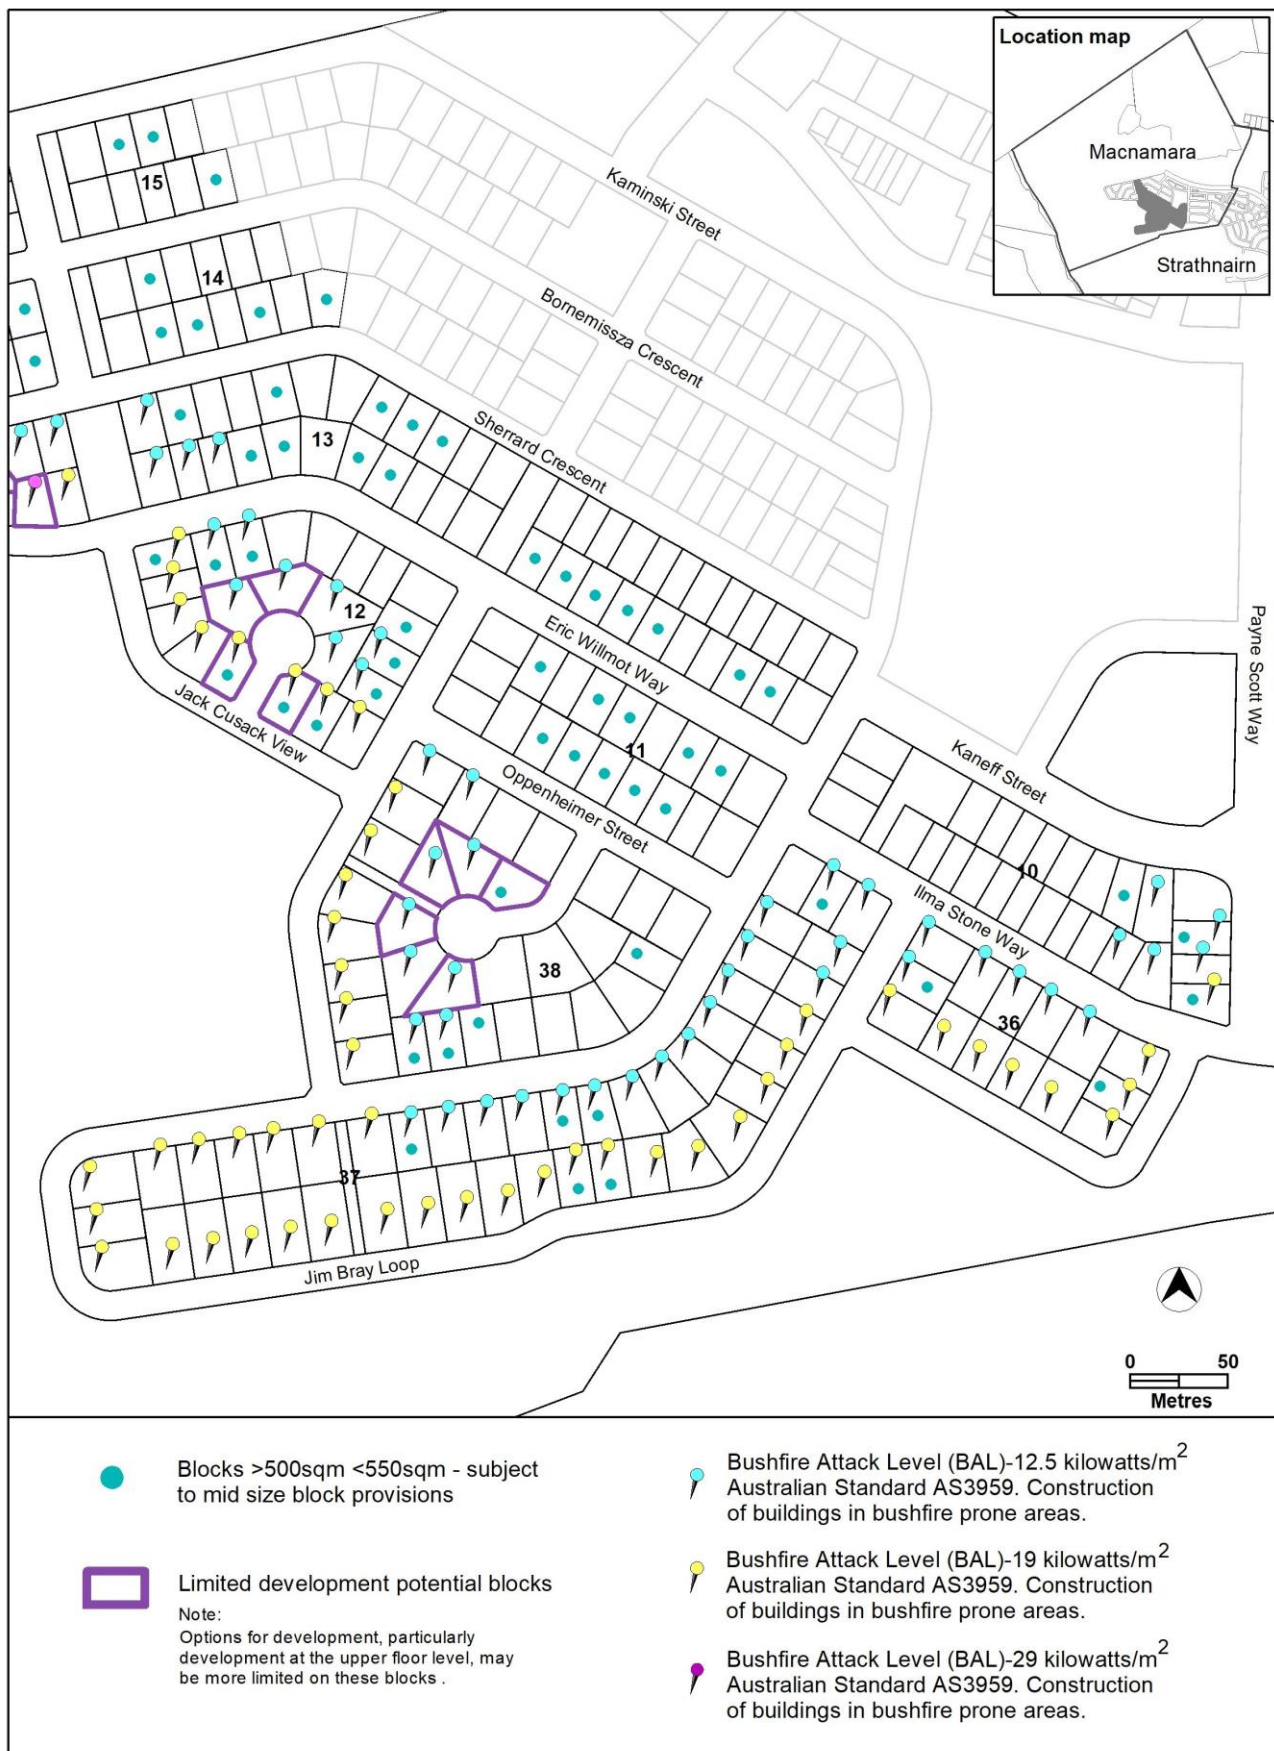 Location map
Macnamara
Strathnairn
Kaminski Street
15
14
Bornemissza Crescent
Sherrard Crescent
13
12
Eric Willmot Way
Payne Scott Way
Jack Cusack View
11
Oppenheimer Street
Kaneff Street
10
Ilma Stone Way
38
36
37
Jim Bray Loop
0 50
Metres
Blocks >500sqm <550sqm - subject
to mid size block provisions
Limited development potential blocks
Note:
Options for development, particularly
development at the upper floor level, may
be more limited on these blocks .
Bushfire Attack Level (BAL)-12.5 kilowatts/m²
Australian Standard AS3959. Construction
of buildings in bushfire prone areas.
Bushfire Attack Level (BAL)-19 kilowatts/m²
Australian Standard AS3959. Construction
of buildings in bushfire prone areas.
Bushfire Attack Level (BAL)-29 kilowatts/m²
Australian Standard AS3959. Construction
of buildings in bushfire prone areas.